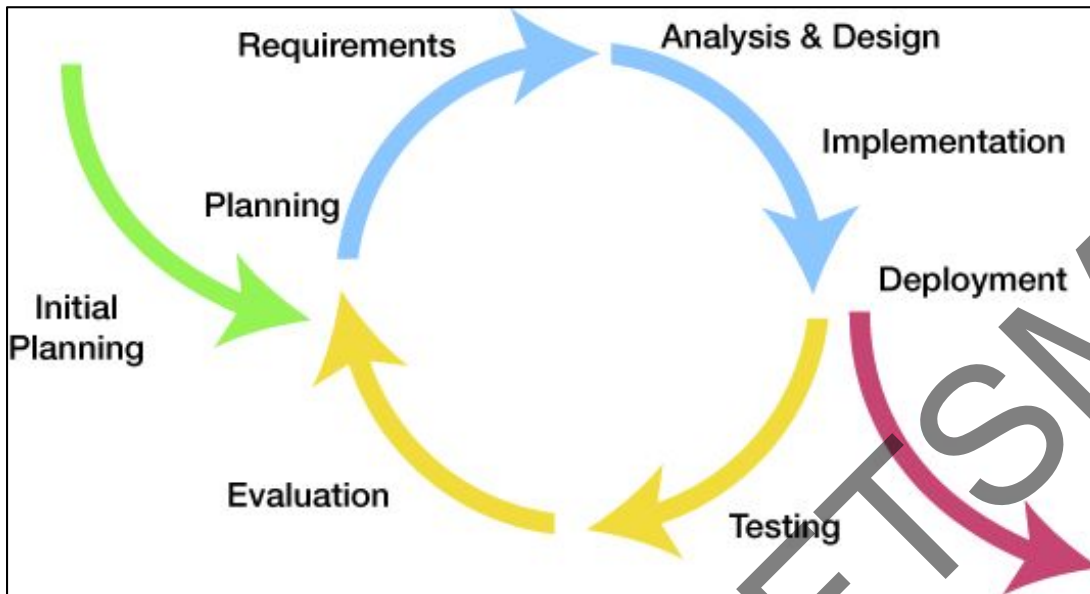 Requirements
Analysis & Design
Implementation
Planning
Deployment
Initial
Planning
Evaluation
Testing